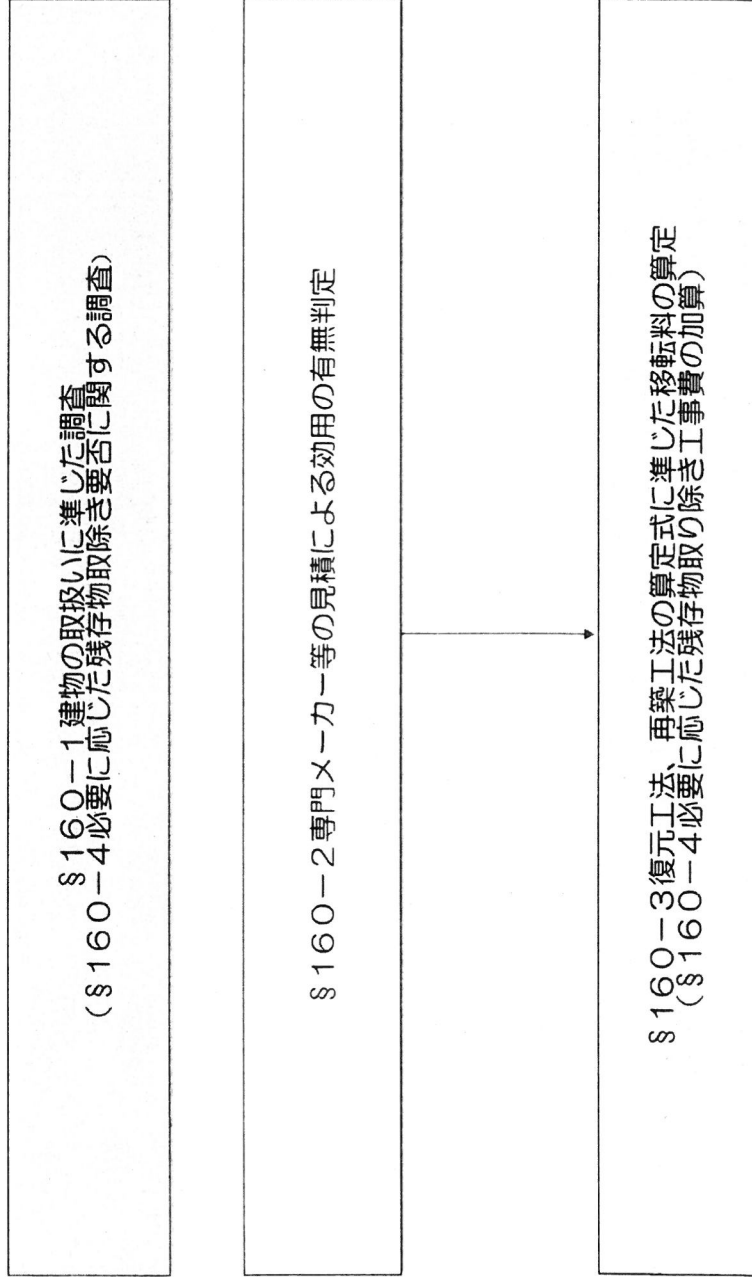 §160－1建物の取扱いに準じた調査
（§160－4必要に応じた残存物取除き要否に関する調査）
§160－2専門メーカー等の見積による効用の有無判定
§160－3復元工法、再築工法の算定式に準じた移転料の算定
（§160－4必要に応じた残存物取り除き工事費の加算）